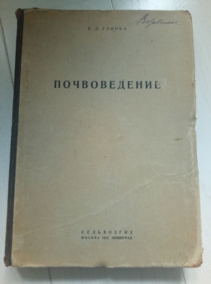 К. Д. ГЛИНКА
ПОЧВОВЕДЕНИЕ
СЕЛЬХОЗГИЗ
МОСКВА ЛЕНИНГРАД